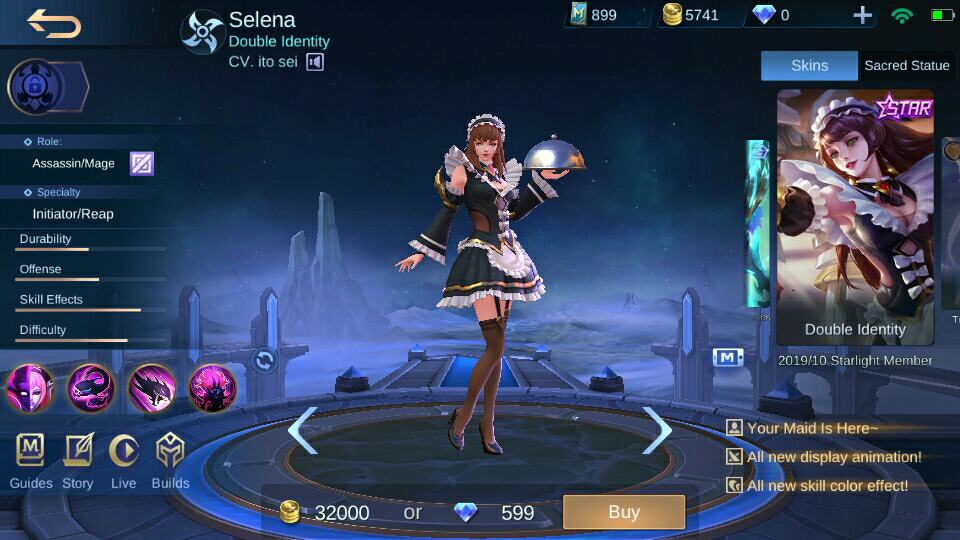 Selena
Double Identity
CV. ito sei
899
5741
0
Skins
Sacred Statue
Role:
Assassin/Mage
Specialty
Initiator/Reap
Durability
Offense
Skill Effects
Difficulty
STAR
Double Identity
2019/10 Starlight Member
M
Your Maid Is Here~
All new display animation!
All new skill color effect!
Guides
Story
Live
Builds
32000 or 599
Buy